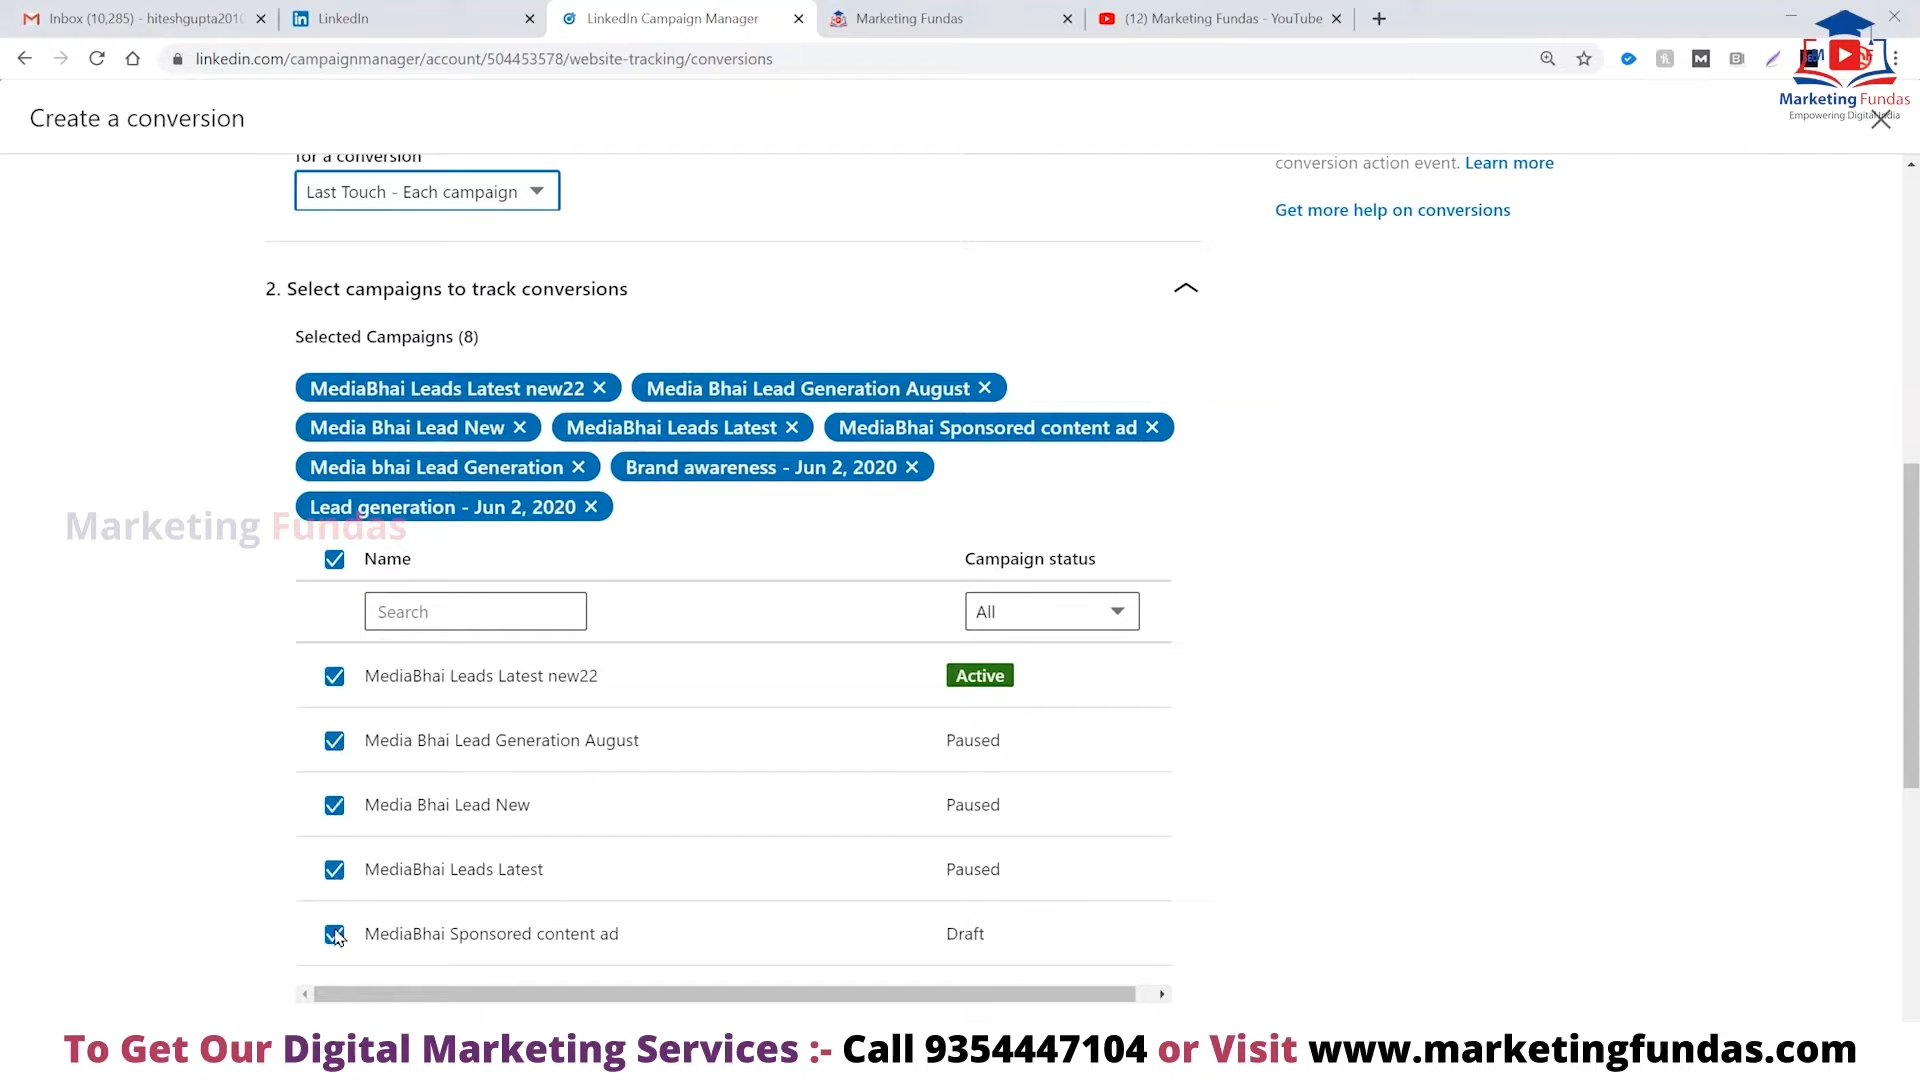 Inbox (10,285) - hiteshgupta201
LinkedIn
LinkedIn Campaign Manager
Marketing Fundas
(12) Marketing Fundas - YouTube
linkedin.com/campaignmanager/account/504453578/website-tracking/conversions
Marketing Fundas
Empowering Digital India
Create a conversion
for a conversion
Last Touch - Each campaign
conversion action event. Learn more
Get more help on conversions
2. Select campaigns to track conversions
Selected Campaigns (8)
MediaBhai Leads Latest new22
Media Bhai Lead Generation August
Media Bhai Lead New
MediaBhai Leads Latest
MediaBhai Sponsored content ad
Media bhai Lead Generation
Brand awareness - Jun 2, 2020
Lead generation - Jun 2, 2020
Marketing Fundas
Name
Campaign status
Search
All
MediaBhai Leads Latest new22
Active
Media Bhai Lead Generation August
Paused
Media Bhai Lead New
Paused
MediaBhai Leads Latest
Paused
MediaBhai Sponsored content ad
Draft
To Get Our Digital Marketing Services :- Call 9354447104 or Visit www.marketingfundas.com